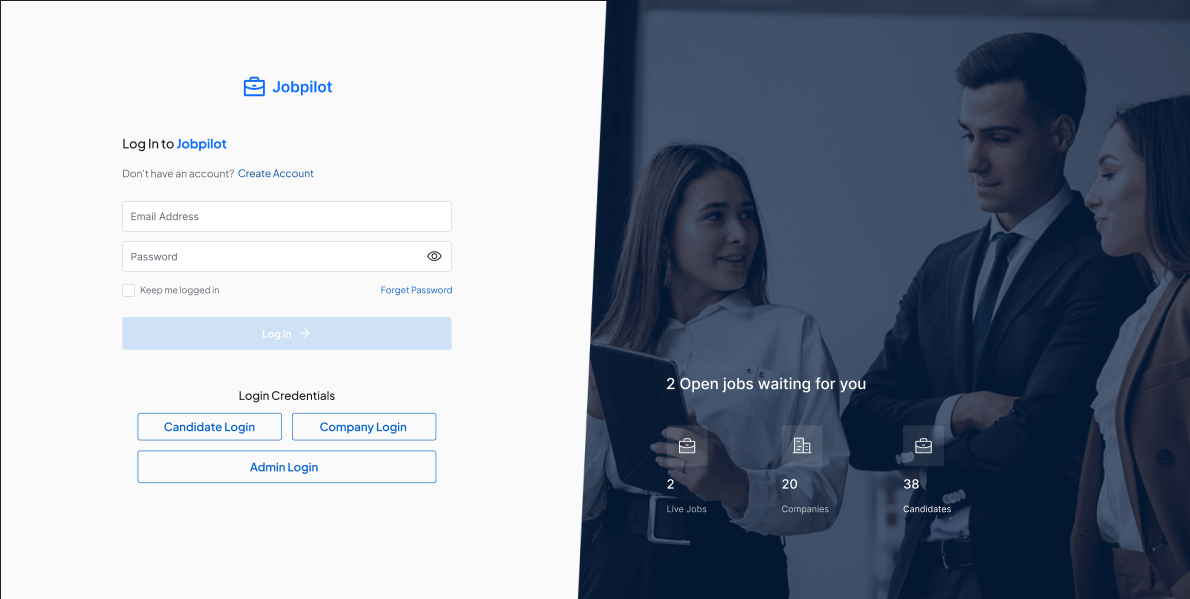 Jobpilot
Log In to Jobpilot
Don't have an account? Create Account
Email Address
Password
Keep me logged in
Forget Password
Log In
Login Credentials
Candidate Login
Company Login
Admin Login
2 Open jobs waiting for you
2
20
38
Live Jobs
Companies
Candidates